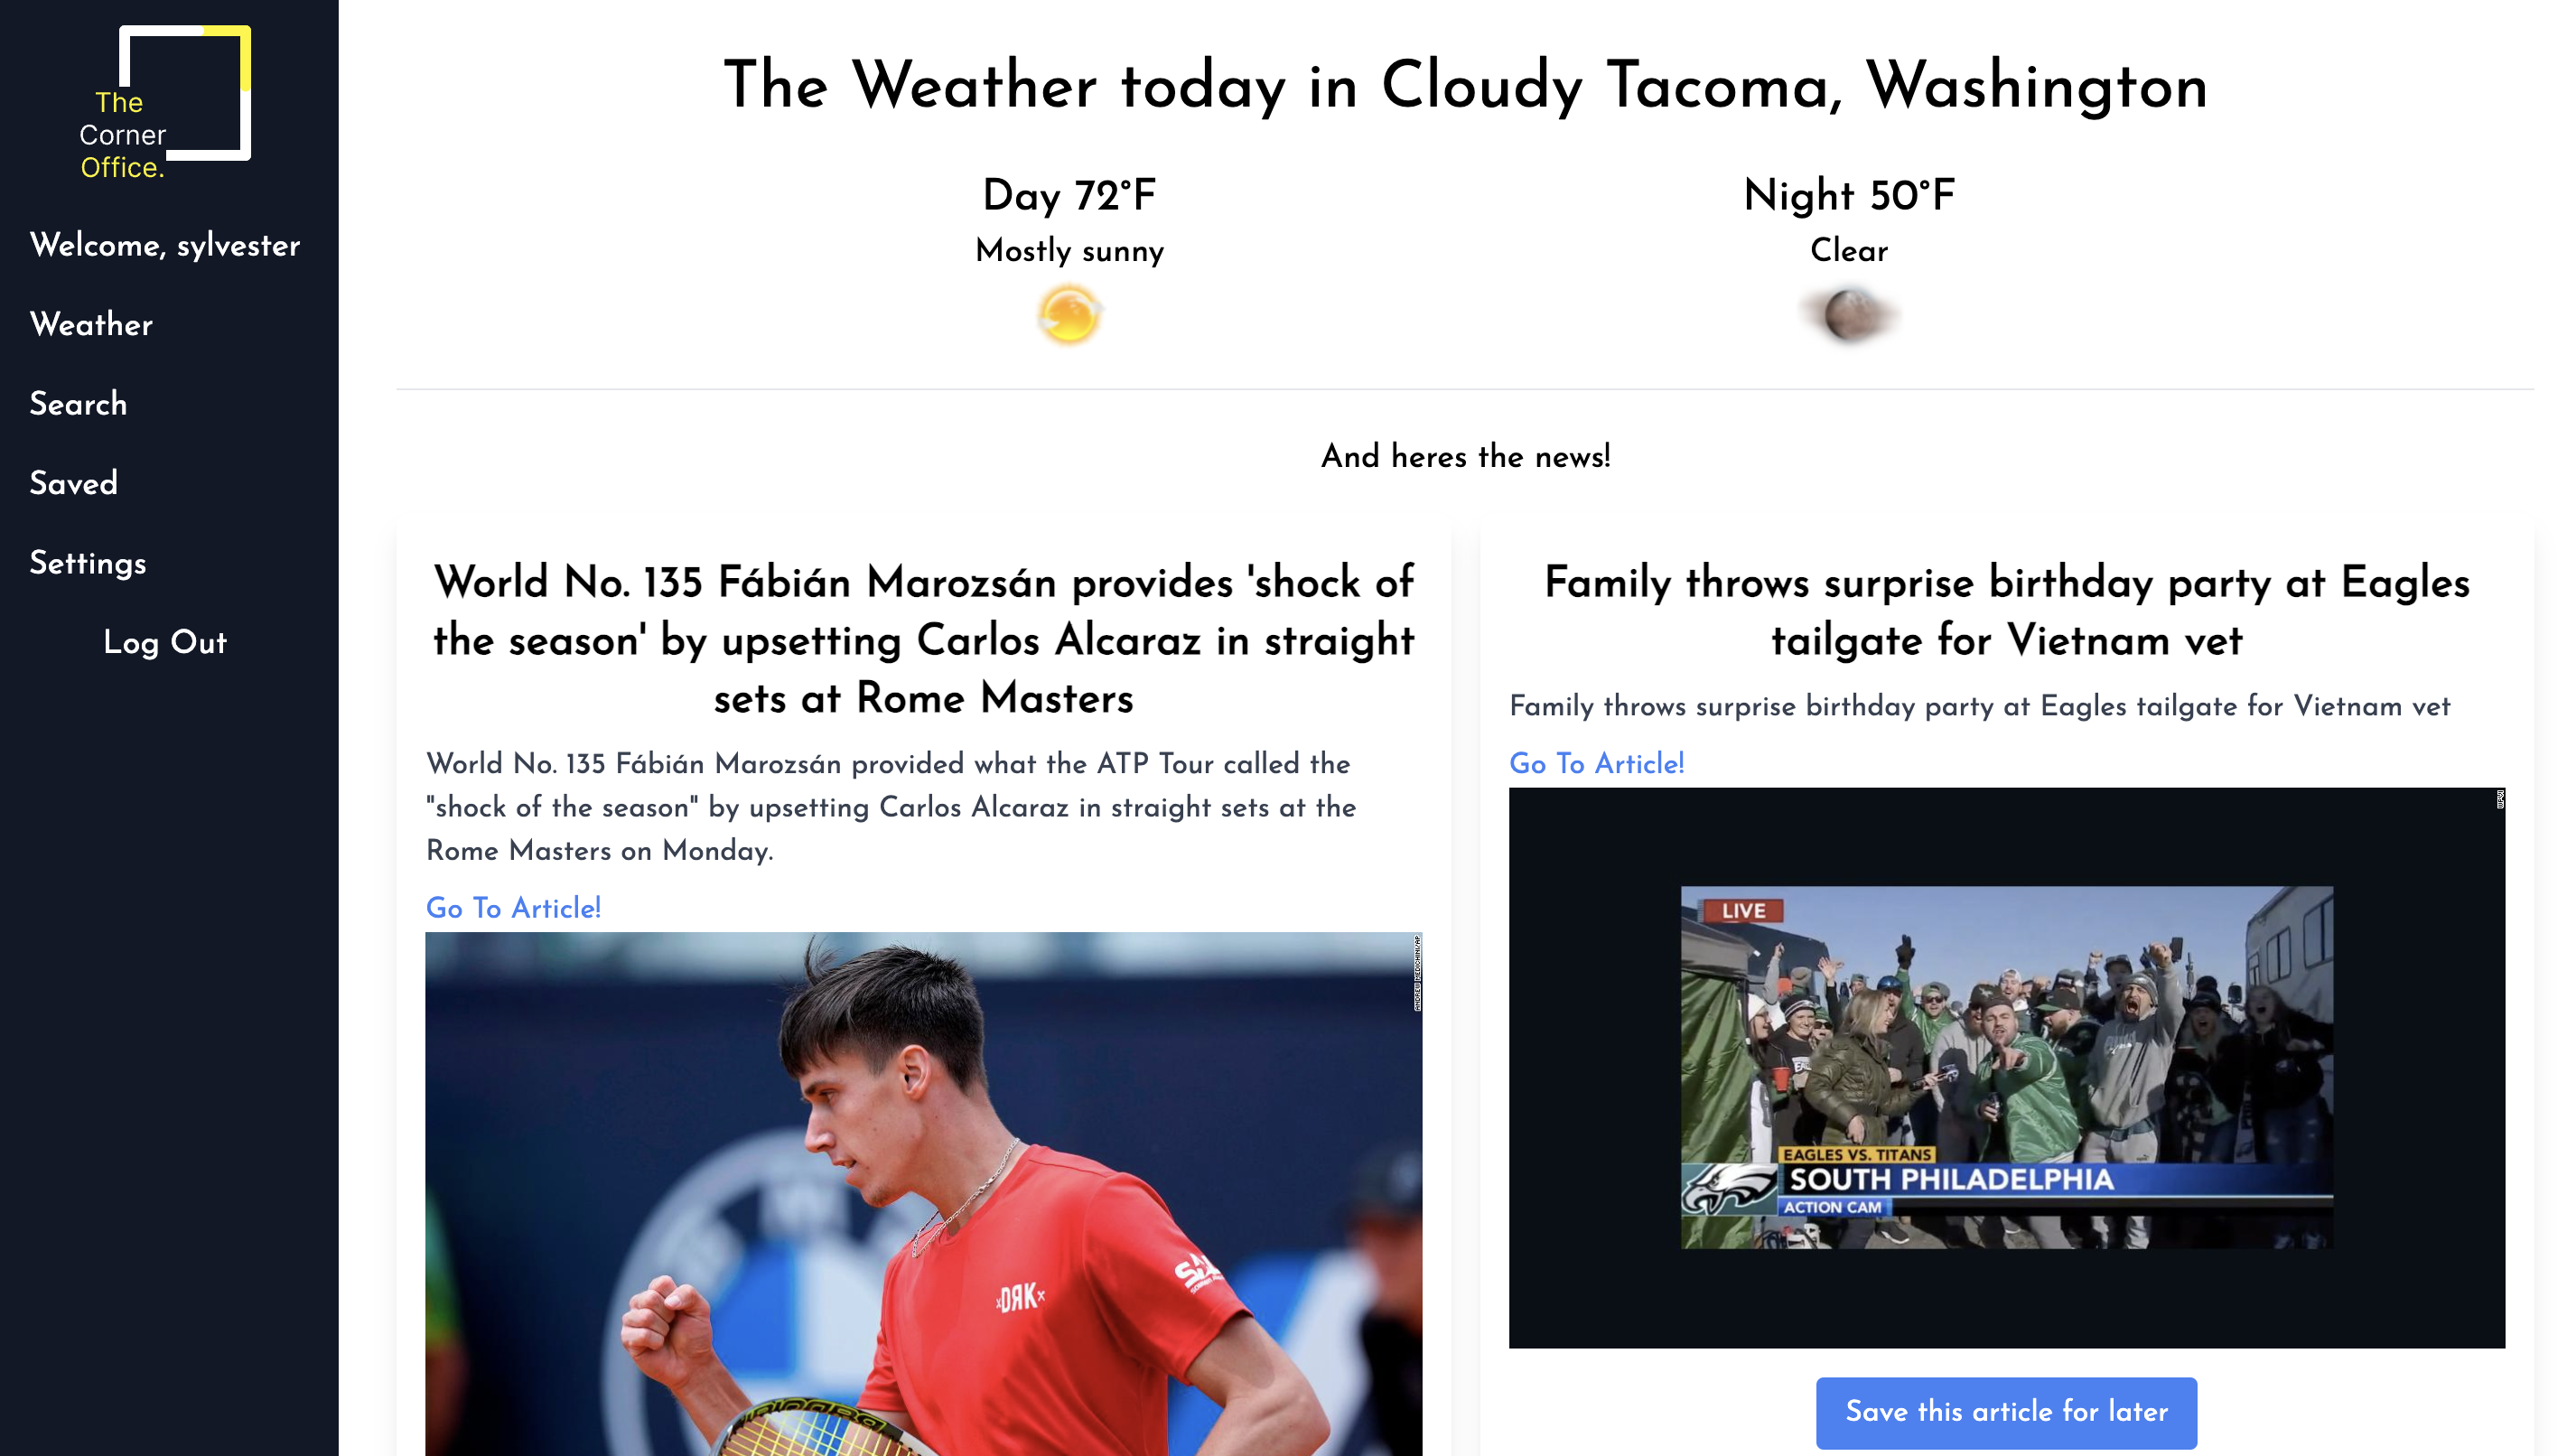 The
Corner
Office.
Welcome, sylvester
Weather
Search
Saved
Settings
Log Out
The Weather today in Cloudy Tacoma, Washington
Day 72°F
Mostly sunny
Night 50°F
Clear
And heres the news!
World No. 135 Fábián Marozsán provides 'shock of
the season' by upsetting Carlos Alcaraz in straight
sets at Rome Masters
World No. 135 Fábián Marozsán provided what the ATP Tour called the
"shock of the season" by upsetting Carlos Alcaraz in straight sets at the
Rome Masters on Monday.
Go To Article!
ANDREW MEDICHINI/AP
DRK
Family throws surprise birthday party at Eagles
tailgate for Vietnam vet
Family throws surprise birthday party at Eagles tailgate for Vietnam vet
Go To Article!
WPVI
LIVE
EAGLES VS. TITANS
SOUTH PHILADELPHIA
ACTION CAM
Save this article for later